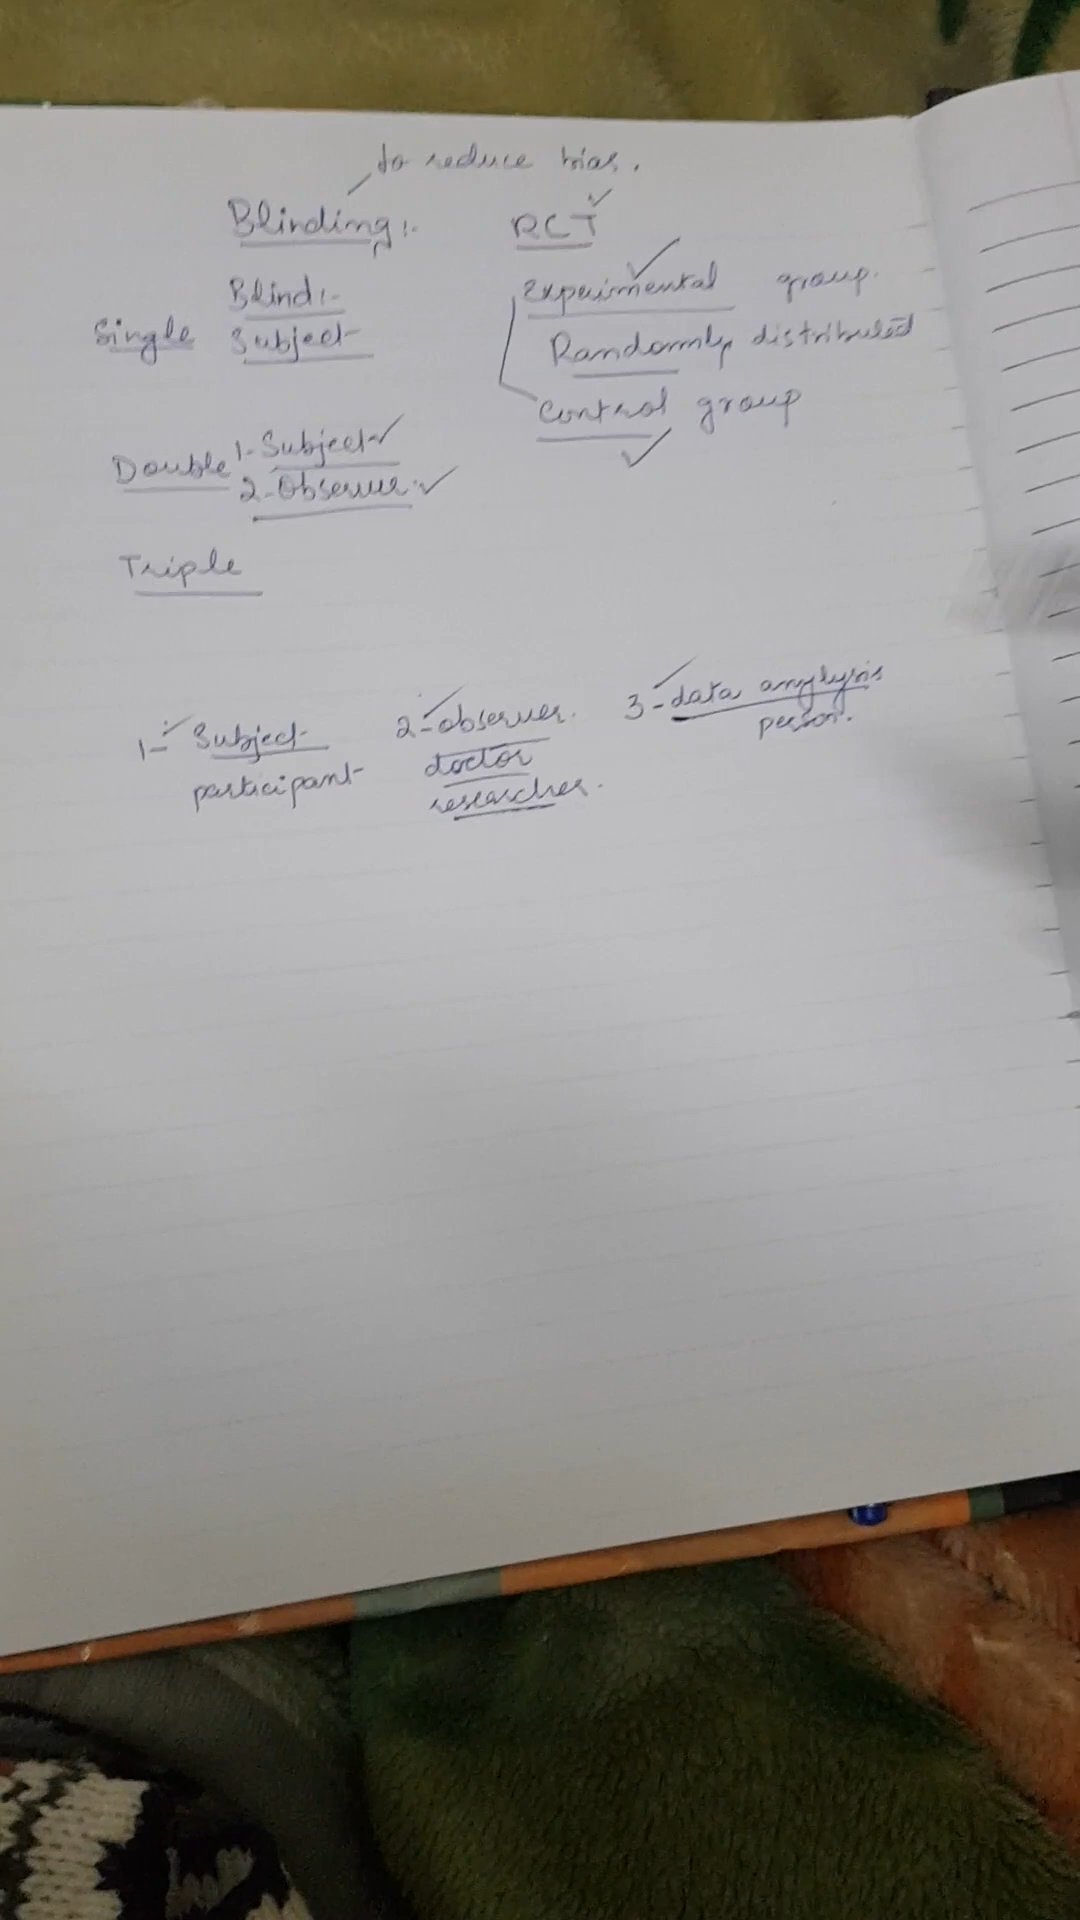 to reduce bias.
Blinding:-
RCT
Blind:-
Single Subject
Experimental group.
Randomly distributed
Control group
Double 1-Subject
2-Observer
Triple
1- Subject
participant
2-observer.
doctor
researcher.
3-data anylysis
person.